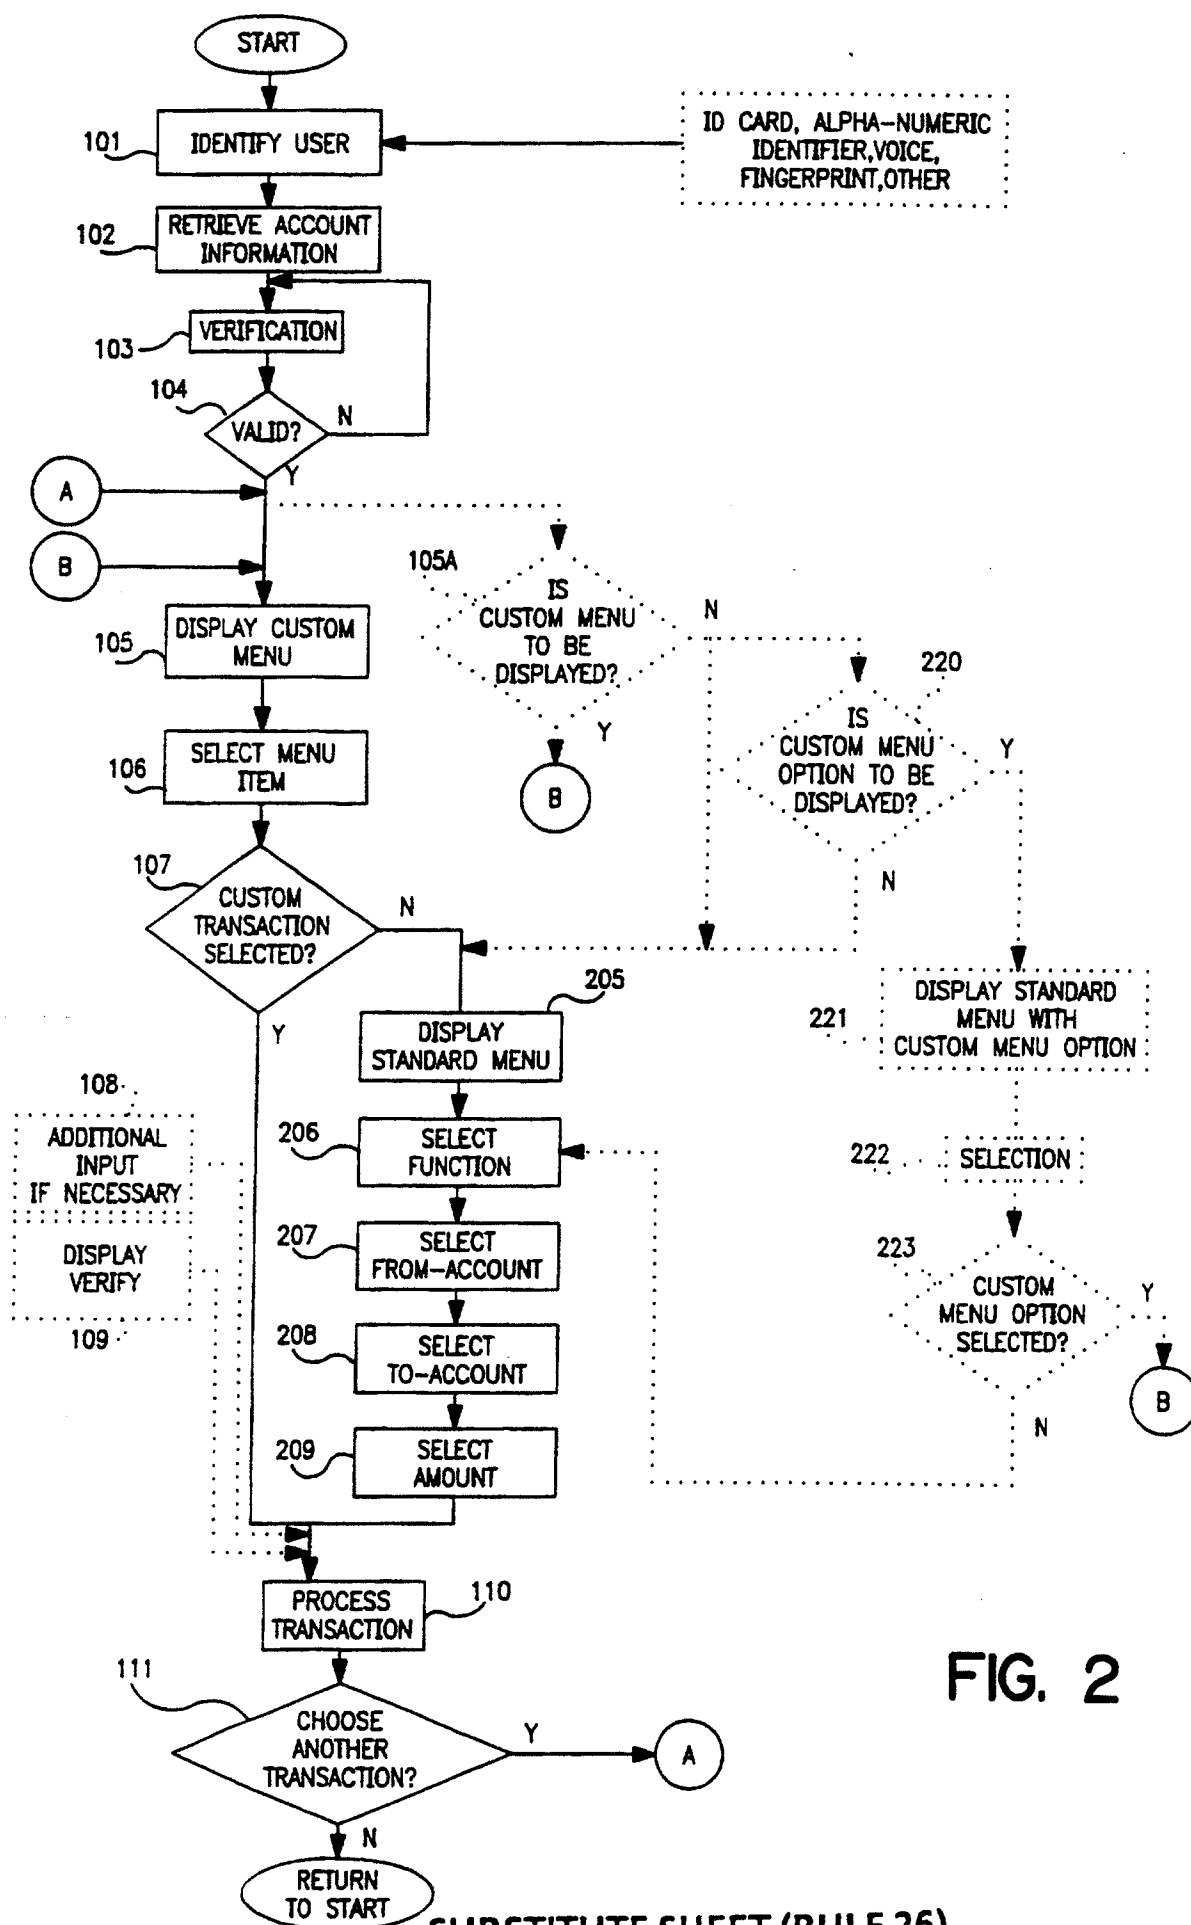 START
101
IDENTIFY USER
ID CARD, ALPHA-NUMERIC
IDENTIFIER,VOICE,
FINGERPRINT,OTHER
102
RETRIEVE ACCOUNT
INFORMATION
103
VERIFICATION
104
VALID?
N
Y
A
B
105A
IS
CUSTOM MENU
TO BE
DISPLAYED?
N
Y
B
105
DISPLAY CUSTOM
MENU
220
IS
CUSTOM MENU
OPTION TO BE
DISPLAYED?
Y
N
106
SELECT MENU
ITEM
107
CUSTOM
TRANSACTION
SELECTED?
N
Y
205
DISPLAY
STANDARD MENU
221
DISPLAY STANDARD
MENU WITH
CUSTOM MENU OPTION
108
ADDITIONAL
INPUT
IF NECESSARY
206
SELECT
FUNCTION
222
SELECTION
DISPLAY
VERIFY
109
207
SELECT
FROM-ACCOUNT
223
CUSTOM
MENU OPTION
SELECTED?
Y
B
N
208
SELECT
TO-ACCOUNT
209
SELECT
AMOUNT
110
PROCESS
TRANSACTION
111
CHOOSE
ANOTHER
TRANSACTION?
Y
A
N
RETURN
TO START
FIG. 2
SUBSTITUTE SHEET (RULE 26)